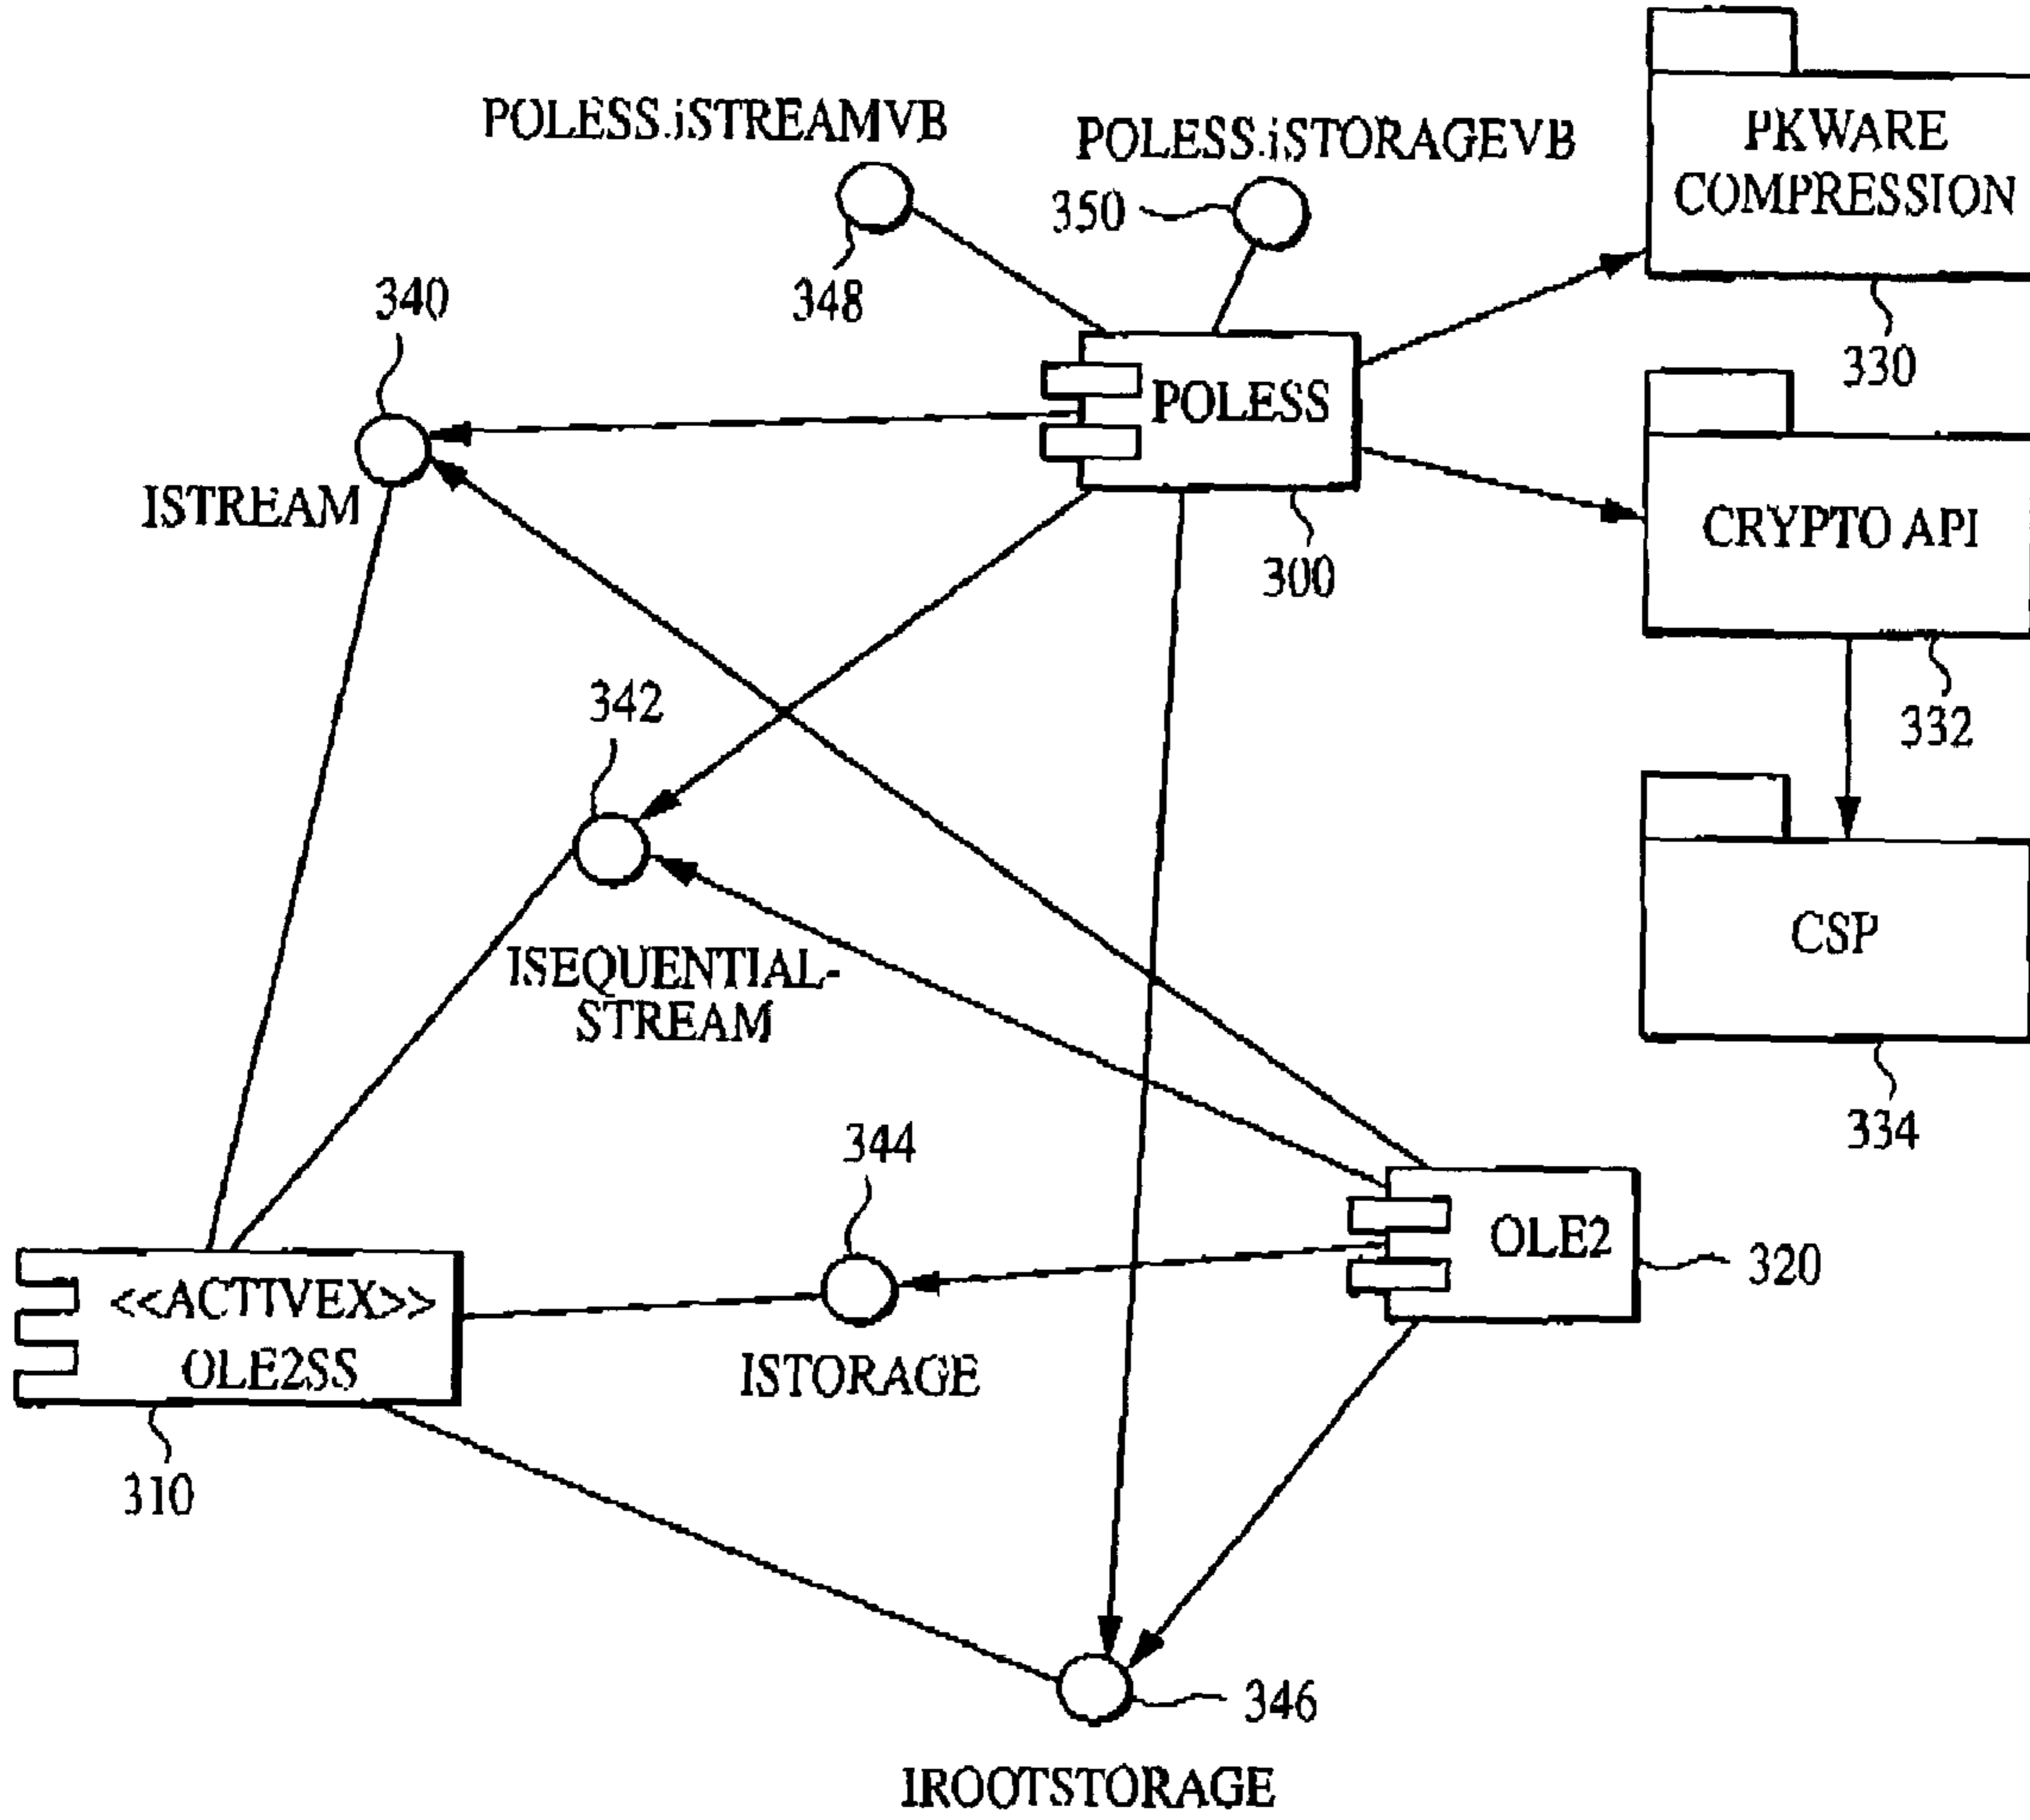 POLESS.iSTREAMVB
POLESS.iSTORAGEVB
PKWARE
COMPRESSION
350
348
340
330
POLESS
ISTREAM
CRYPTO API
300
342
332
CSP
ISEQUENTIAL-
STREAM
334
344
OLE2
320
<<ACTIVEX>>
OLE2SS
ISTORAGE
310
346
IROOTSTORAGE